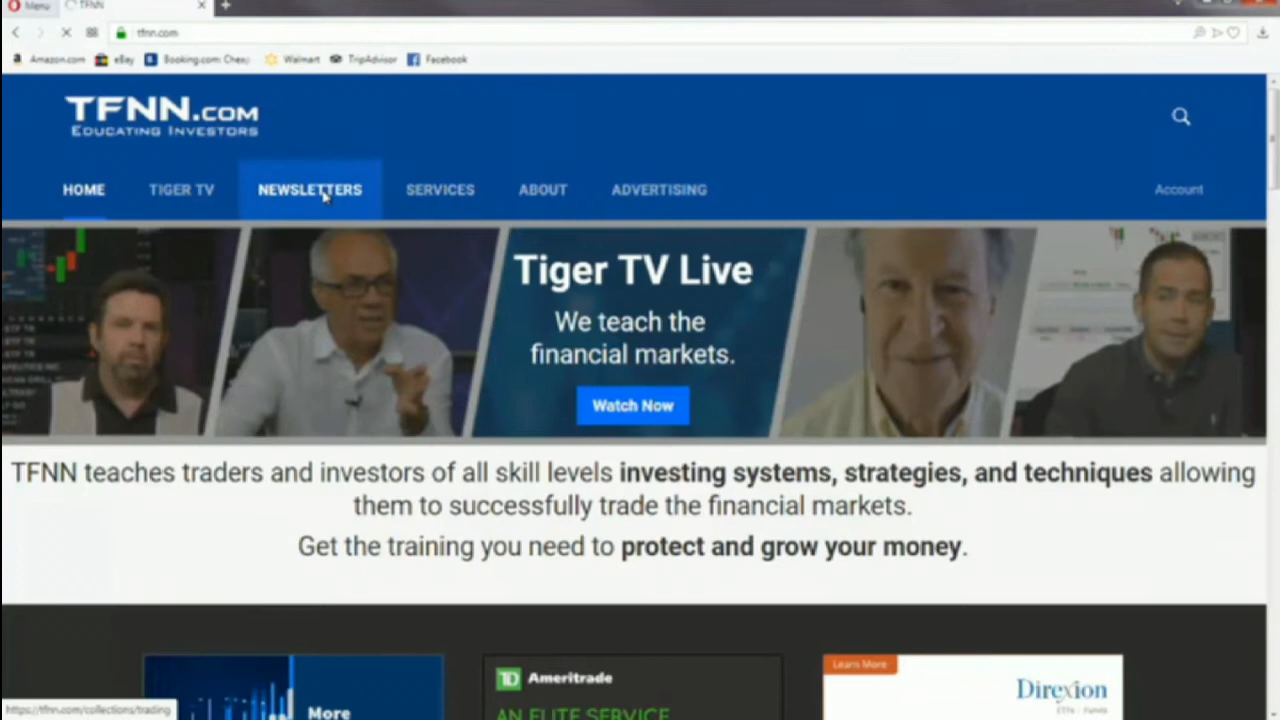 Menu
TFNN
tfnn.com
Amazon.com
eBay
Booking.com: Cheap
Walmart
TripAdvisor
Facebook
TFNN.COM
EDUCATING INVESTORS
HOME
TIGER TV
NEWSLETTERS
SERVICES
ABOUT
ADVERTISING
Account
Tiger TV Live
We teach the
financial markets.
Watch Now
TFNN teaches traders and investors of all skill levels investing systems, strategies, and techniques allowing
them to successfully trade the financial markets.
Get the training you need to protect and grow your money.
More
TD Ameritrade
AN ELITE SERVICE
Learn More
Direxion
https://tfnn.com/collections/trading